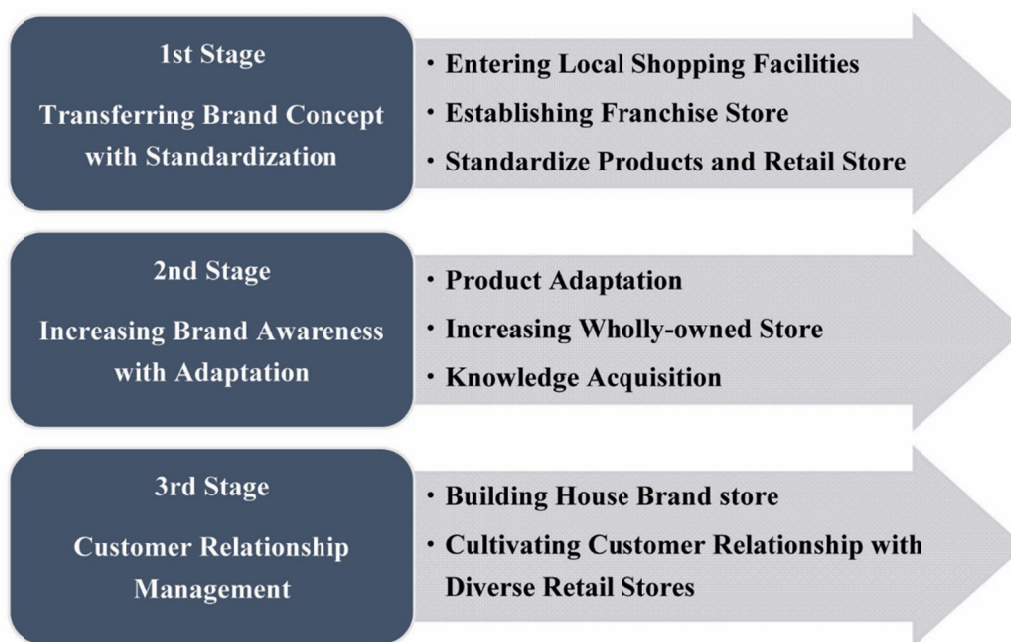 1st Stage
Transferring Brand Concept
with Standardization
・Entering Local Shopping Facilities
・Establishing Franchise Store
・Standardize Products and Retail Store
2nd Stage
Increasing Brand Awareness
with Adaptation
・Product Adaptation
・Increasing Wholly-owned Store
・Knowledge Acquisition
3rd Stage
Customer Relationship
Management
・Building House Brand store
・Cultivating Customer Relationship with
Diverse Retail Stores